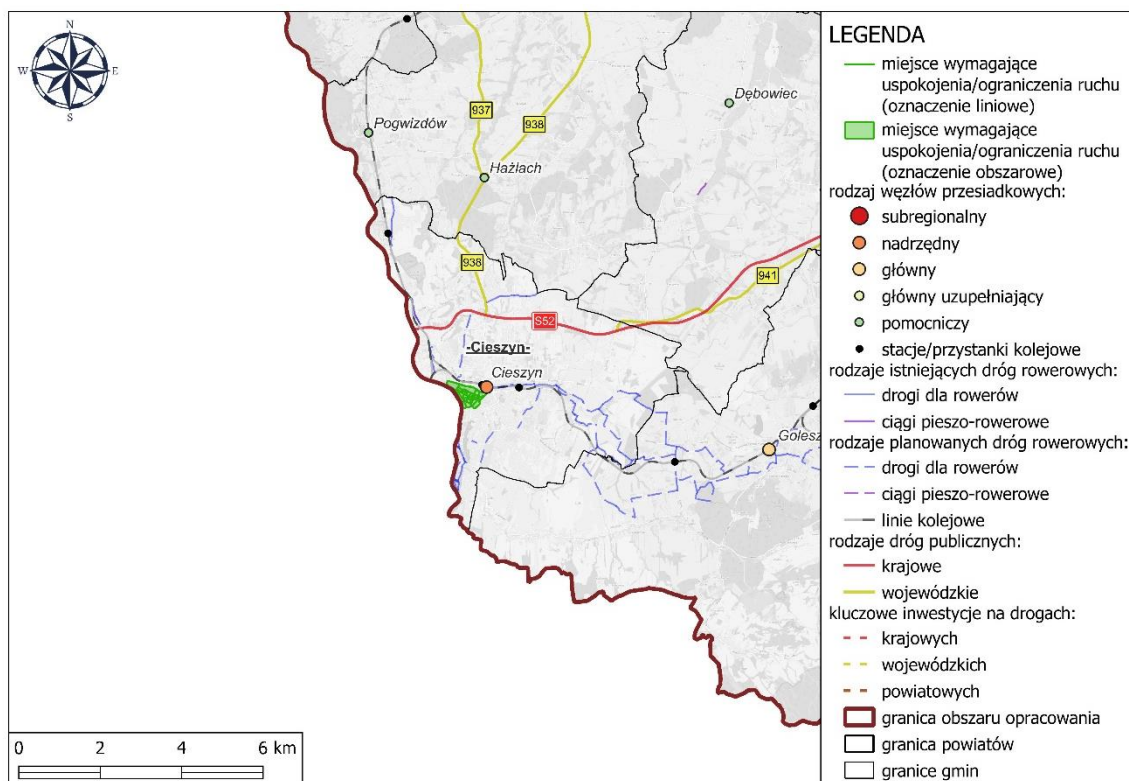 N
W
E
S
937
938
Dębowiec
Pogwizdów
Hażlach
938
941
S52
-Cieszyn-
Cieszyn
Golesz
0 2 4 6 km
LEGENDA
miejsce wymagające
uspokojenia/ograniczenia ruchu
(oznaczenie liniowe)
miejsce wymagające
uspokojenia/ograniczenia ruchu
(oznaczenie obszarowe)
rodzaj węzłów przesiadkowych:
subregionalny
nadrzędny
główny
główny uzupełniający
pomocniczy
stacje/przystanki kolejowe
rodzaje istniejących dróg rowerowych:
drogi dla rowerów
ciągi pieszo-rowerowe
rodzaje planowanych dróg rowerowych:
drogi dla rowerów
ciągi pieszo-rowerowe
linie kolejowe
rodzaje dróg publicznych:
krajowe
wojewódzkie
kluczowe inwestycje na drogach:
krajowych
wojewódzkich
powiatowych
granica obszaru opracowania
granica powiatów
granice gmin